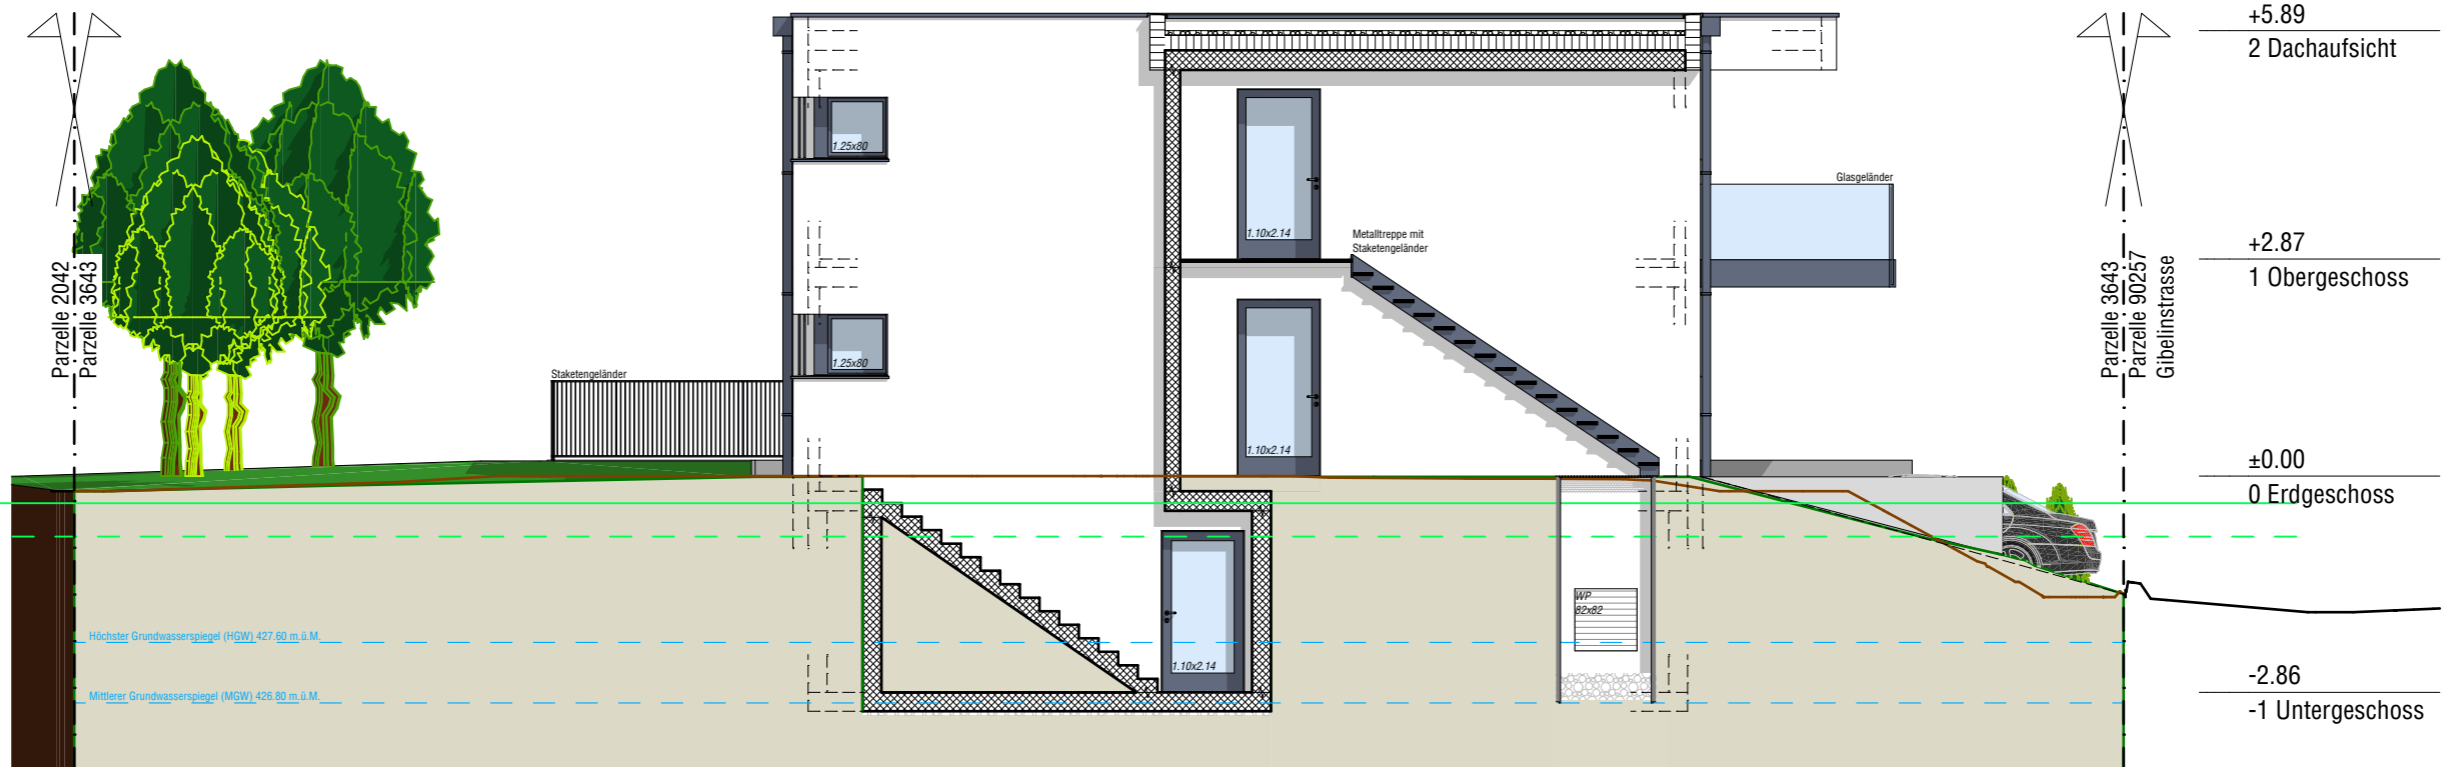 +5.89
2 Dachaufsicht
1.25x80
1.10x2.14
Glasgeländer
Metalltreppe mit
Staketengeländer
+2.87
1 Obergeschoss
Parzelle 2042
Parzelle 3643
Parzelle 3643
Parzelle 90257
Gibelinstrasse
1.25x80
Staketengeländer
1.10x2.14
±0.00
0 Erdgeschoss
WP
82x82
Höchster Grundwasserspiegel (HGW) 427.60 m.ü.M.
1.10x2.14
Mittlerer Grundwasserspiegel (MGW) 426.80 m.ü.M.
-2.86
-1 Untergeschoss